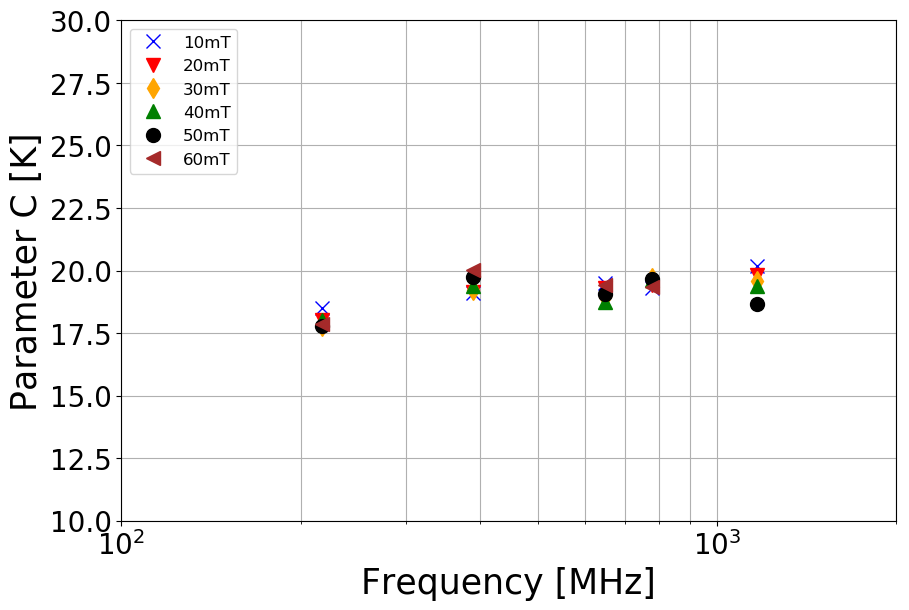 30.0
27.5
25.0
22.5
20.0
17.5
15.0
12.5
10.0
10mT
20mT
30mT
40mT
50mT
60mT
Parameter C [K]
10²
10³
Frequency [MHz]